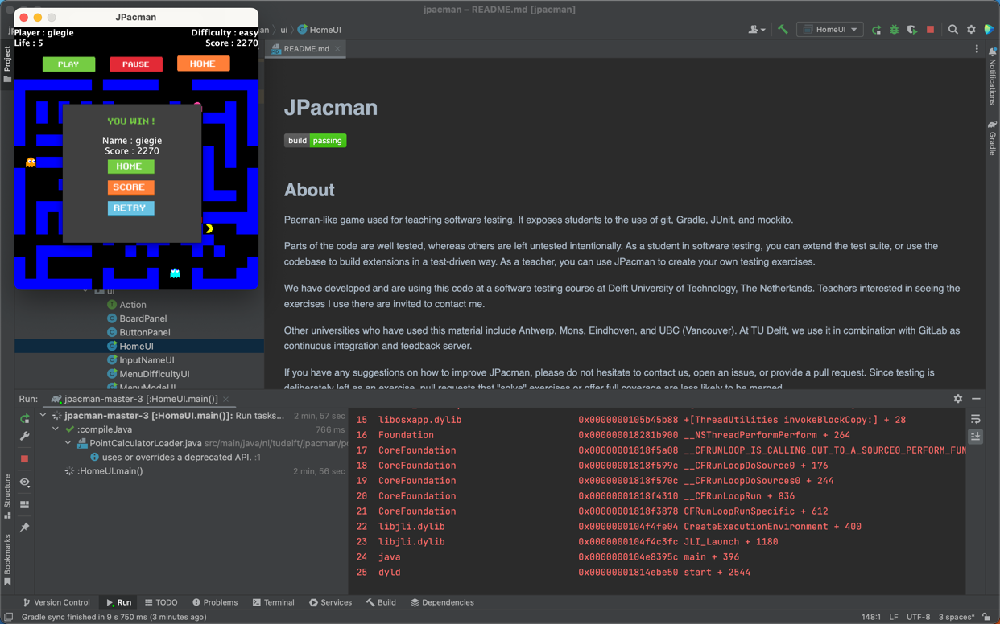 jpacman – README.md [jpacman]
JPacman
Player : giegie
Difficulty : easy
Life : 5
Score : 2270
PLAY
PAUSE
HOME
YOU WIN !
Name : giegie
Score : 2270
HOME
SCORE
RETRY
ui
HomeUI
HomeUI
README.md
Project
Notifications
Gradle
JPacman
build passing
About
Pacman-like game used for teaching software testing. It exposes students to the use of git, Gradle, JUnit, and mockito.
Parts of the code are well tested, whereas others are left untested intentionally. As a student in software testing, you can extend the test suite, or use the
codebase to build extensions in a test-driven way. As a teacher, you can use JPacman to create your own testing exercises.
We have developed and are using this code at a software testing course at Delft University of Technology, The Netherlands. Teachers interested in seeing the
exercises I use there are invited to contact me.
Other universities who have used this material include Antwerp, Mons, Eindhoven, and UBC (Vancouver). At TU Delft, we use it in combination with GitLab as
continuous integration and feedback server.
If you have any suggestions on how to improve JPacman, please do not hesitate to contact us, open an issue, or provide a pull request. Since testing is
deliberately left as an exercise, pull requests that "solve" exercises or offer full coverage are less likely to be merged.
ui
Action
BoardPanel
ButtonPanel
HomeUI
InputNameUI
MenuDifficultyUI
MenuModeUI
Run:
jpacman-master-3 [:HomeUI.main()]
jpacman-master-3 [:HomeUI.main()]: Run tasks... 2 min, 57 sec
:compileJava 766 ms
PointCalculatorLoader.java src/main/java/nl/tudelft/jpacman/po
uses or overrides a deprecated API. :1
:HomeUI.main() 2 min, 56 sec
15 libosxapp.dylib 0x0000000105b45b88 +[ThreadUtilities invokeBlockCopy:] + 28
16 Foundation 0x000000018281b900 __NSThreadPerformPerform + 264
17 CoreFoundation 0x00000001818f5a08 __CFRUNLOOP_IS_CALLING_OUT_TO_A_SOURCE0_PERFORM_FUN
18 CoreFoundation 0x00000001818f599c __CFRunLoopDoSource0 + 176
19 CoreFoundation 0x00000001818f570c __CFRunLoopDoSources0 + 244
20 CoreFoundation 0x00000001818f4310 __CFRunLoopRun + 836
21 CoreFoundation 0x00000001818f3878 CFRunLoopRunSpecific + 612
22 libjli.dylib 0x0000000104f4fe04 CreateExecutionEnvironment + 400
23 libjli.dylib 0x0000000104f4c3fc JLI_Launch + 1180
24 java 0x0000000104e8395c main + 396
25 dyld 0x00000001814ebe50 start + 2544
Structure
Bookmarks
Version Control
Run
TODO
Problems
Terminal
Services
Build
Dependencies
Gradle sync finished in 9 s 750 ms (3 minutes ago)
148:1 LF UTF-8 3 spaces*